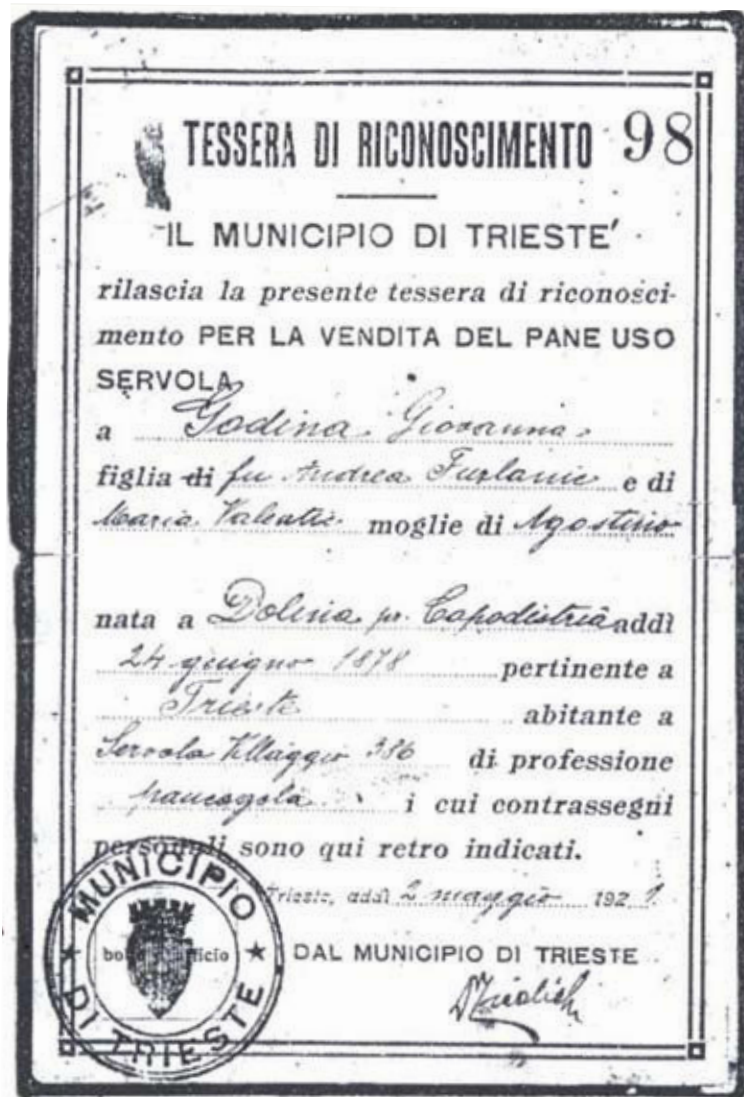 TESSERA DI RICONOSCIMENTO 98
IL MUNICIPIO DI TRIESTE
rilascia la presente tessera di riconosci-
mento PER LA VENDITA DEL PANE USO
SERVOLA
a Godina Giovanna
figlia di fu Andrea Furlanic e di
Maria moglie di Agostino
nata a Dolina pr. Capodistria addì
24 giugno 1878 pertinente a
Trieste abitante a
Servola Villaggio 386 di professione
pancogola i cui contrassegni
personali sono qui retro indicati.
Trieste, addì 2 maggio 192
DAL MUNICIPIO DI TRIESTE
MUNICIPIO
DI TRIESTE